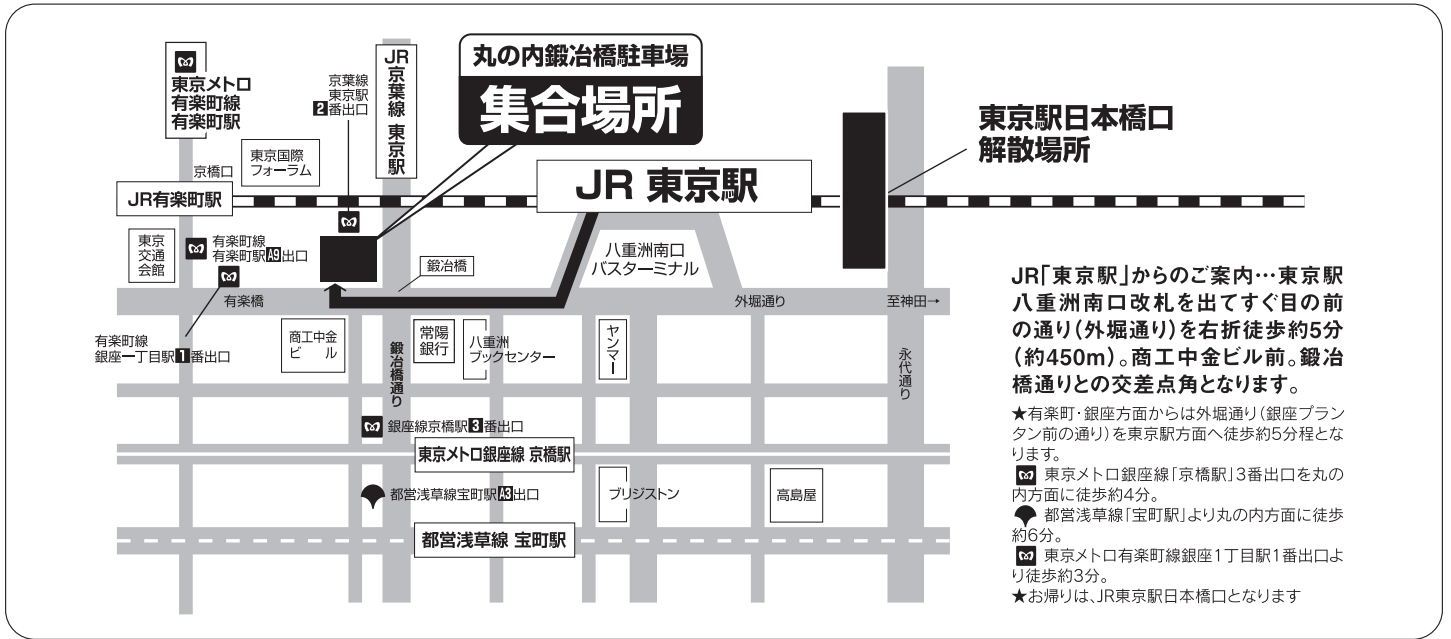 東京メトロ
有楽町線
有楽町駅
京葉線
東京駅
2番出口
JR京葉線 東京駅
丸の内鍛冶橋駐車場
集合場所
東京駅日本橋口
解散場所
京橋口
東京国際
フォーラム
JR有楽町駅
JR 東京駅
東京
交通
会館
有楽町線
有楽町駅A9出口
鍛冶橋
八重洲南口
バスターミナル
有楽橋
外堀通り
至神田→
有楽町線
銀座一丁目駅1番出口
商工中金
ビル
鍛冶橋通り
常陽
銀行
八重洲
ブックセンター
ヤンマー
永代通り
銀座線京橋駅3番出口
東京メトロ銀座線 京橋駅
都営浅草線宝町駅A3出口
ブリジストン
高島屋
都営浅草線 宝町駅
JR「東京駅」からのご案内…東京駅
八重洲南口改札を出てすぐ目の前
の通り(外堀通り)を右折徒歩約5分
(約450m)。商工中金ビル前。鍛冶
橋通りとの交差点角となります。
★有楽町・銀座方面からは外堀通り(銀座プラン
タン前の通り)を東京駅方面へ徒歩約5分程とな
ります。
東京メトロ銀座線「京橋駅」3番出口を丸の
内方面に徒歩約4分。
都営浅草線「宝町駅」より丸の内方面に徒歩
約6分。
東京メトロ有楽町線銀座1丁目駅1番出口よ
り徒歩約3分。
★お帰りは、JR東京駅日本橋口となります